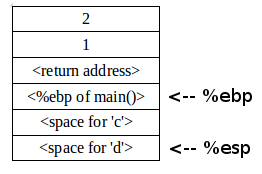 2
1
<return address>
<%ebp of main()> <-- %ebp
<space for 'c'>
<space for 'd'> <-- %esp